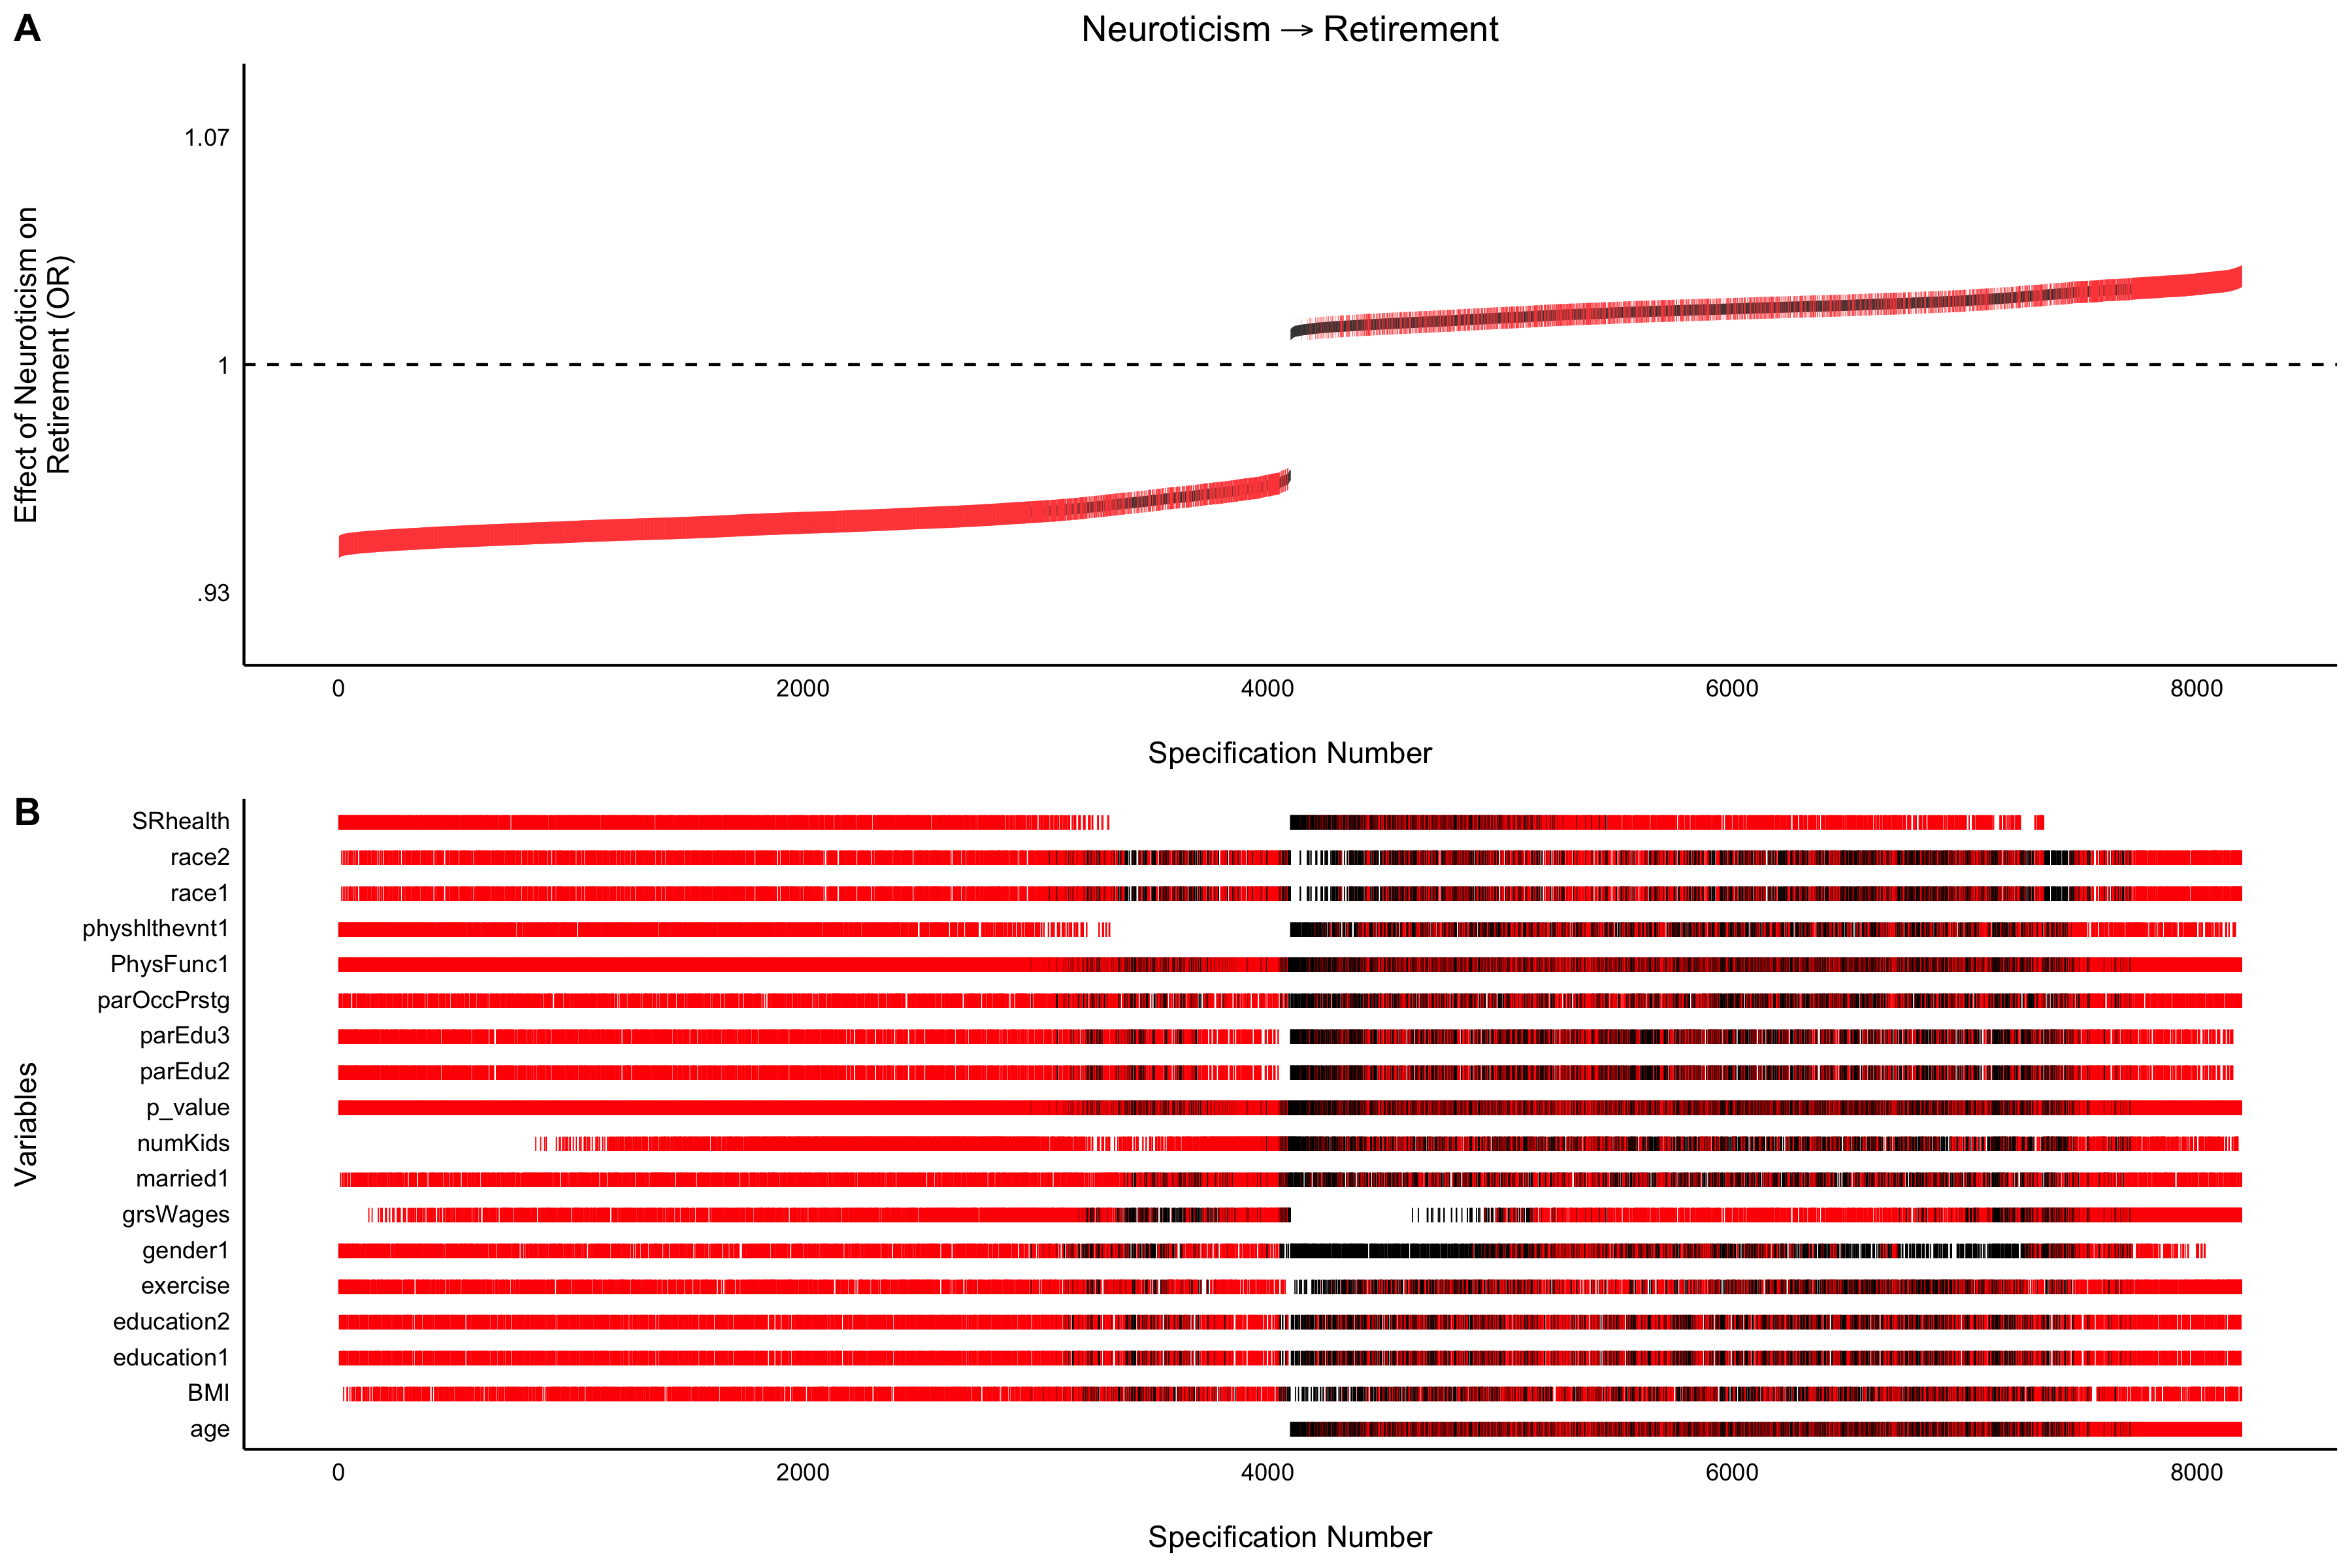 A
Neuroticism → Retirement
Effect of Neuroticism on
Retirement (OR)
1.07
1
.93
0 2000 4000 6000 8000
Specification Number
B
Variables
SRhealth
race2
race1
physhlthevnt1
PhysFunc1
parOccPrstg
parEdu3
parEdu2
p_value
numKids
married1
grsWages
gender1
exercise
education2
education1
BMI
age
0 2000 4000 6000 8000
Specification Number